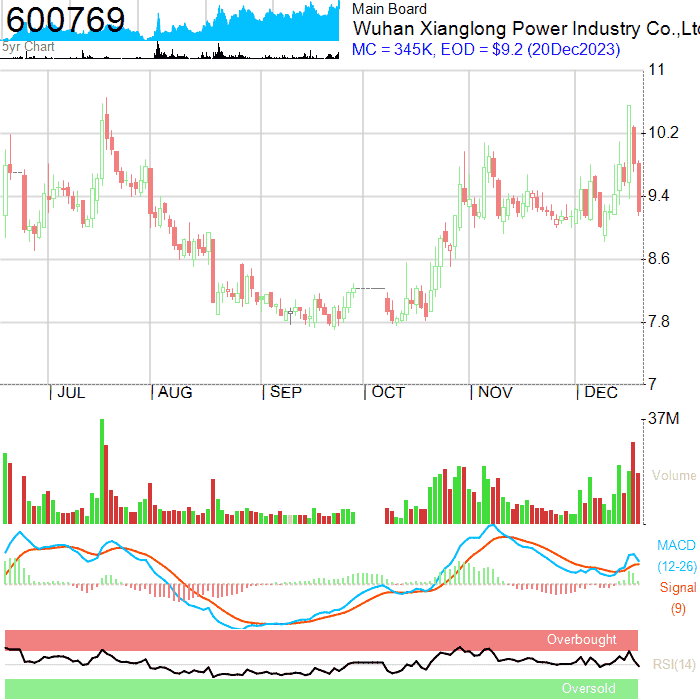 600769
5yr Chart
Main Board
Wuhan Xianglong Power Industry Co.,Ltd
MC = 345K, EOD = $9.2 (20Dec2023)
11
10.2
9.4
8.6
7.8
7
JUL
AUG
SEP
OCT
NOV
DEC
37M
Volume
MACD
(12-26)
Signal
(9)
Overbought
RSI(14)
Oversold